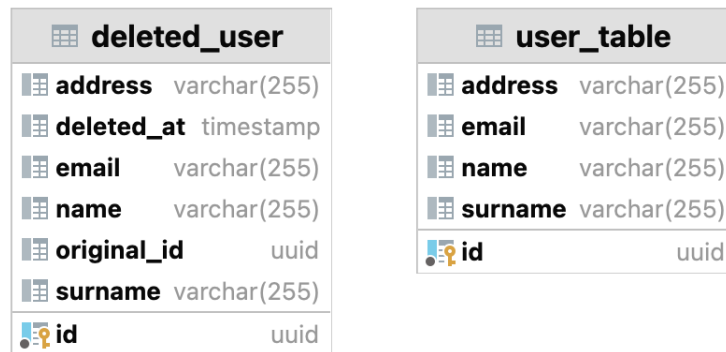 deleted_user
address varchar(255)
deleted_at timestamp
email varchar(255)
name varchar(255)
original_id uuid
surname varchar(255)
id uuid
user_table
address varchar(255)
email varchar(255)
name varchar(255)
surname varchar(255)
id uuid